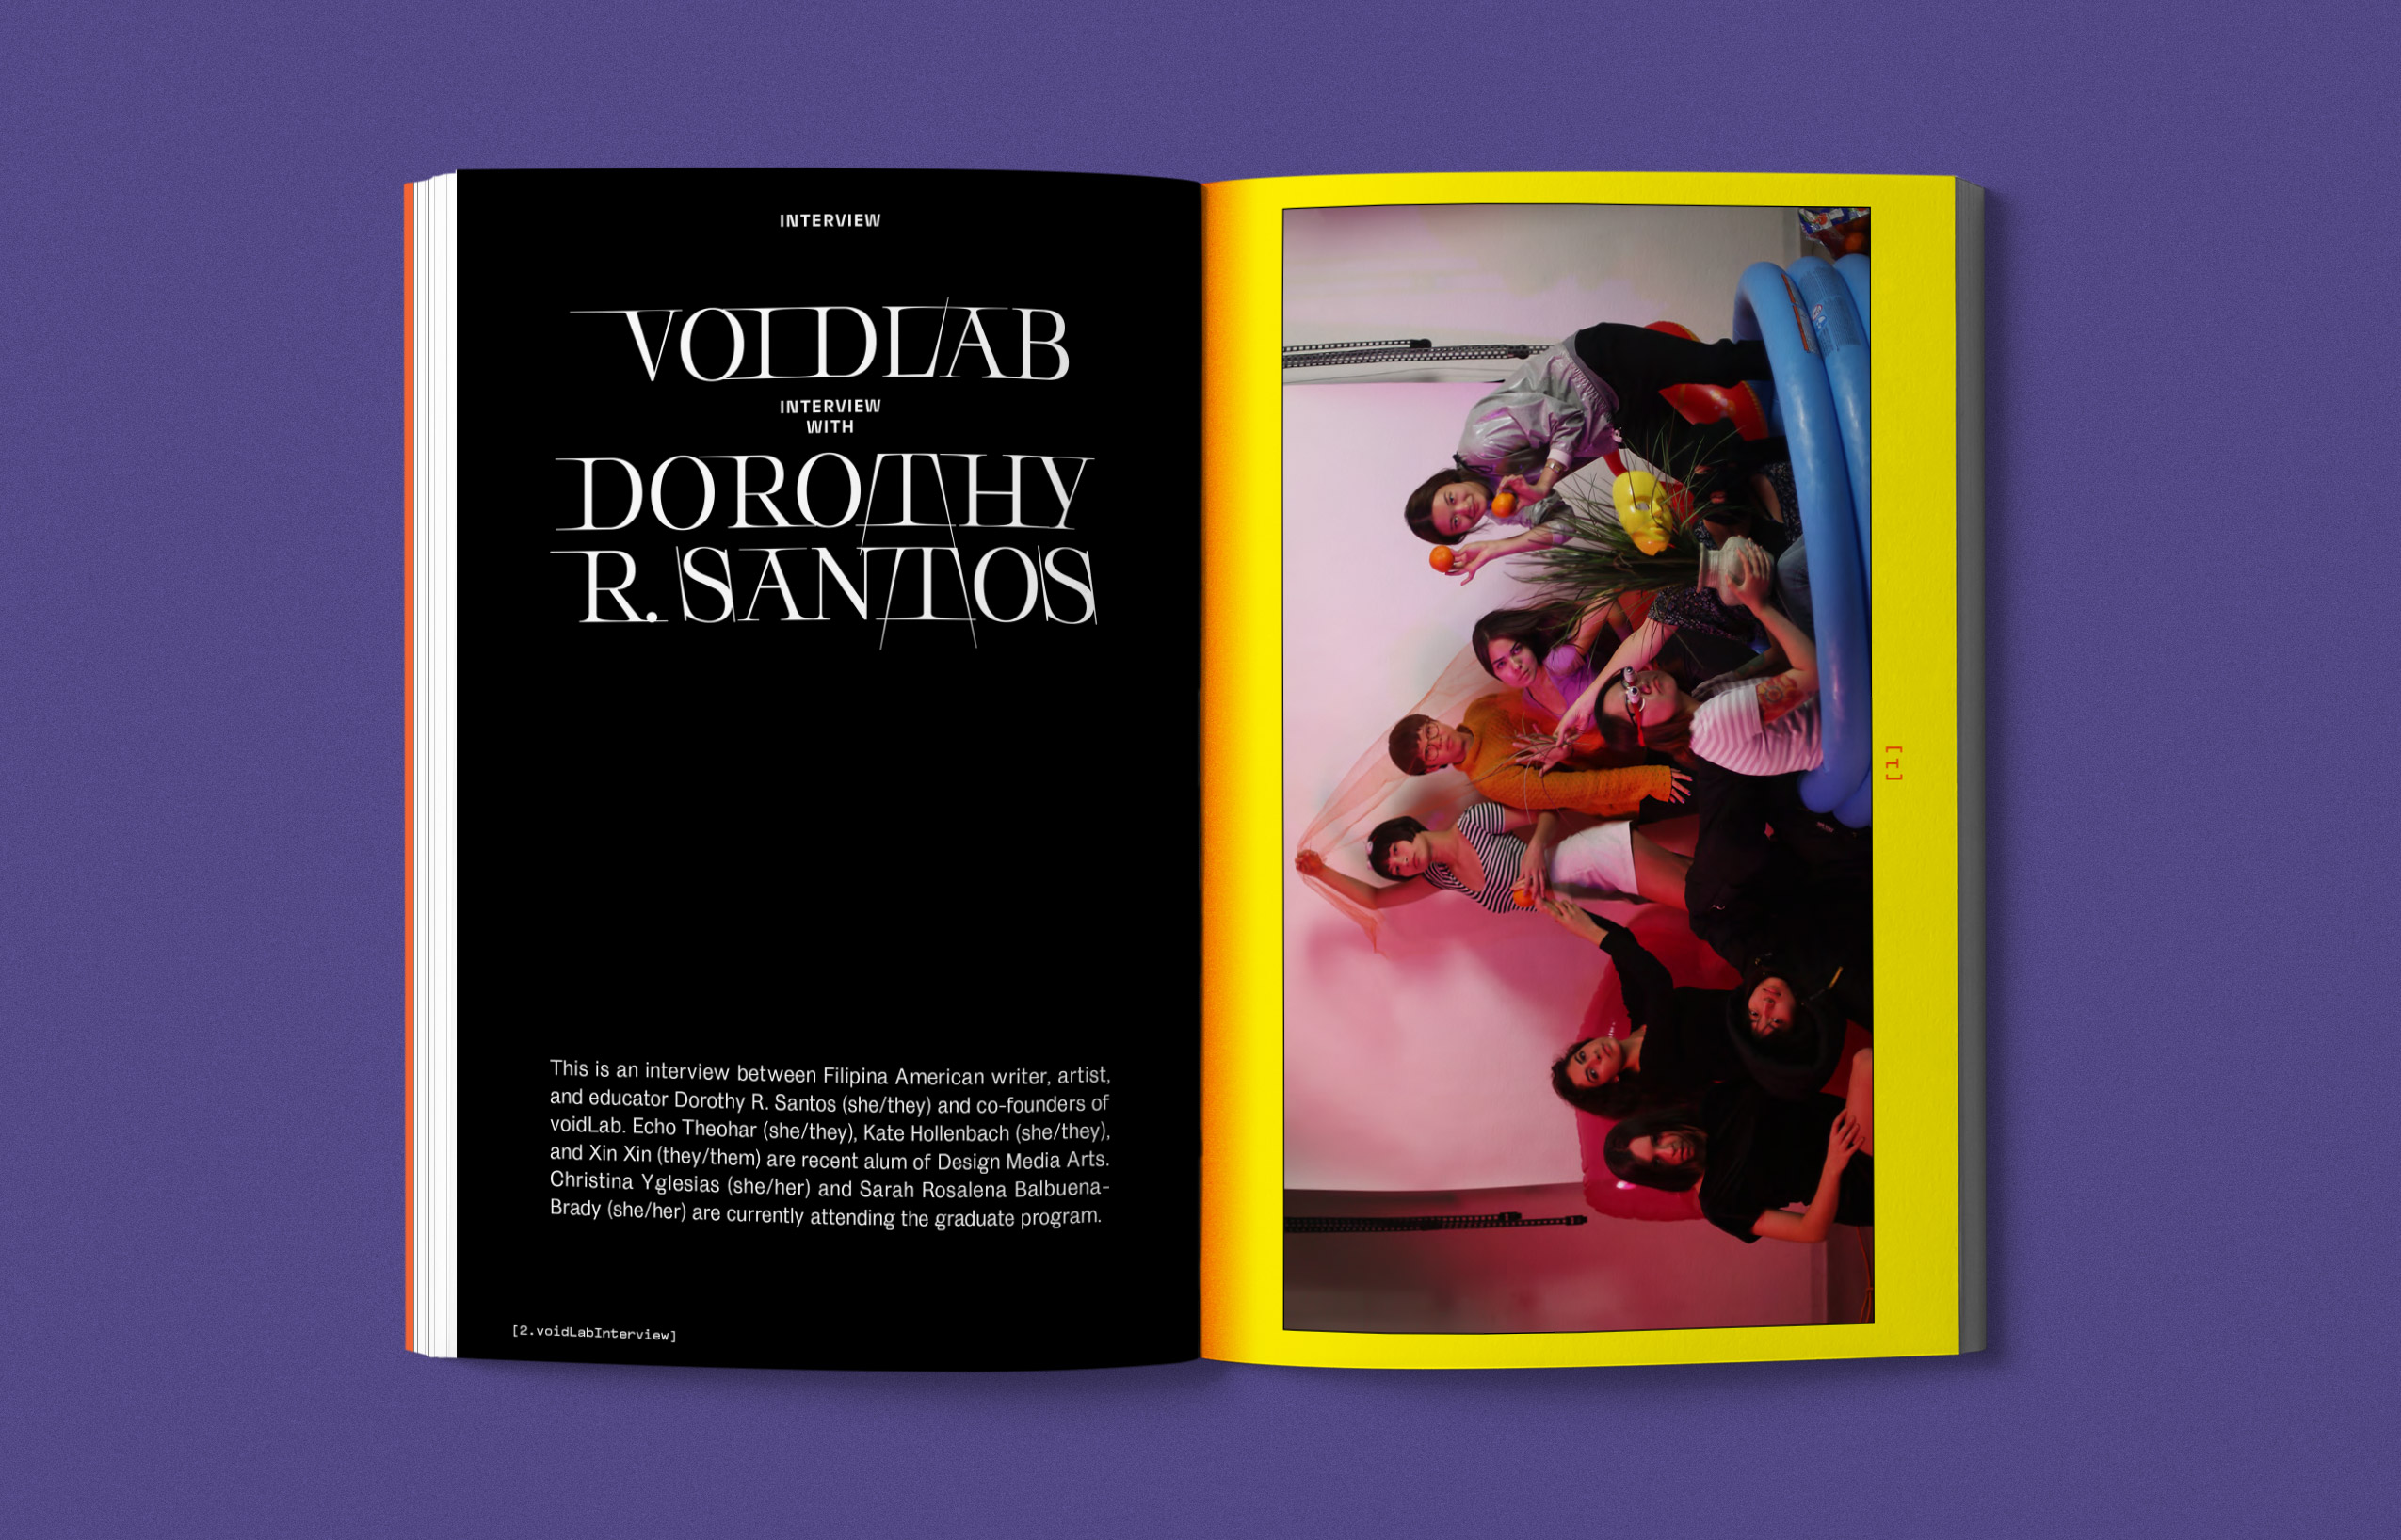 INTERVIEW
VOIDLAB
INTERVIEW
WITH
DOROTHY
R. SANTOS
This is an interview between Filipina American writer, artist,
and educator Dorothy R. Santos (she/they) and co-founders of
voidLab. Echo Theohar (she/they), Kate Hollenbach (she/they),
and Xin Xin (they/them) are recent alum of Design Media Arts.
Christina Yglesias (she/her) and Sarah Rosalena Balbuena-
Brady (she/her) are currently attending the graduate program.
[2.voidLabInterview]
[1]